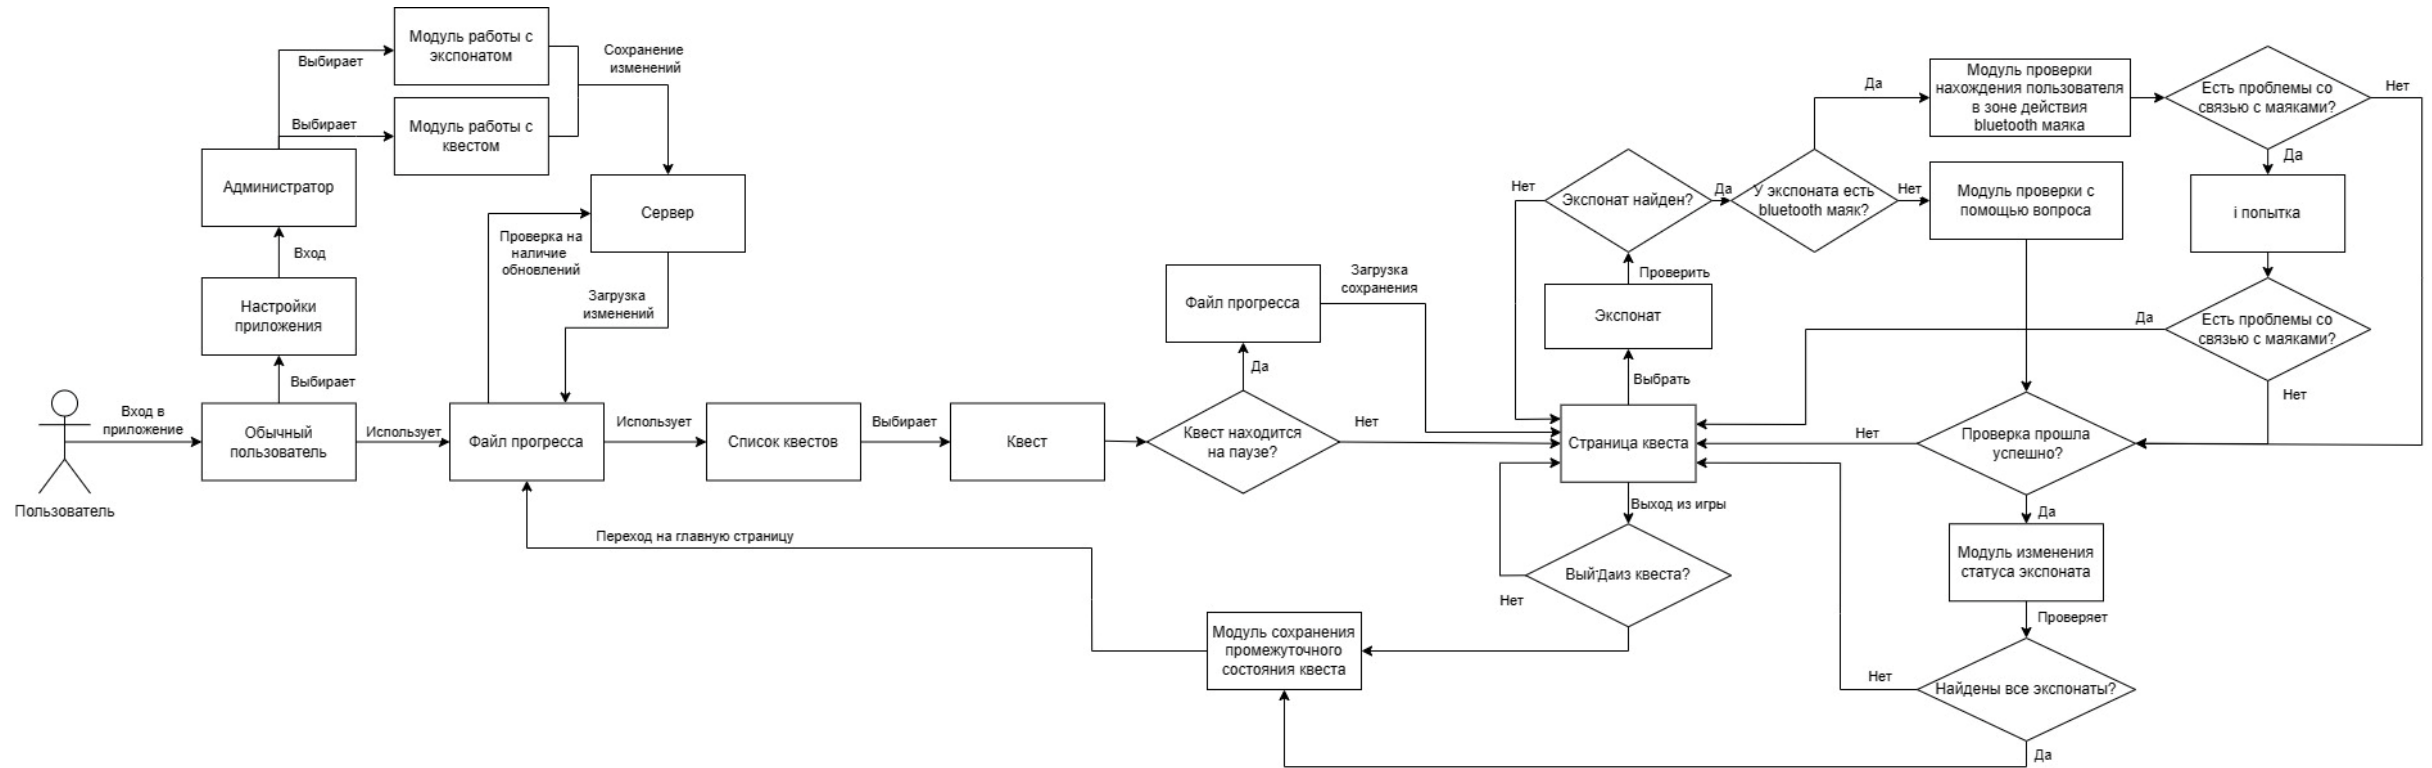 Модуль работы с
экспонатом
Выбирает
Сохранение
изменений
Модуль работы с
квестом
Выбирает
Администратор
Сервер
Вход
Проверка на
наличие
обновлений
Загрузка
изменений
Настройки
приложения
Выбирает
Вход в
приложение
Пользователь
Обычный
пользователь
Использует
Файл прогресса
Использует
Список квестов
Выбирает
Квест
Квест находится
на паузе?
Да
Нет
Файл прогресса
Загрузка
сохранения
Страница квеста
Выбрать
Экспонат
Проверить
Экспонат найден?
Нет
Да
У экспоната есть
bluetooth маяк?
Да
Нет
Модуль проверки
нахождения пользователя
в зоне действия
bluetooth маяка
Есть проблемы со
связью с маяками?
Нет
Да
Модуль проверки с
помощью вопроса
i попытка
Есть проблемы со
связью с маяками?
Да
Нет
Проверка прошла
успешно?
Нет
Да
Модуль изменения
статуса экспоната
Проверяет
Найдены все экспонаты?
Нет
Да
Выход из игры
из квеста?
Да
Нет
Модуль сохранения
промежуточного
состояния квеста
Переход на главную страницу